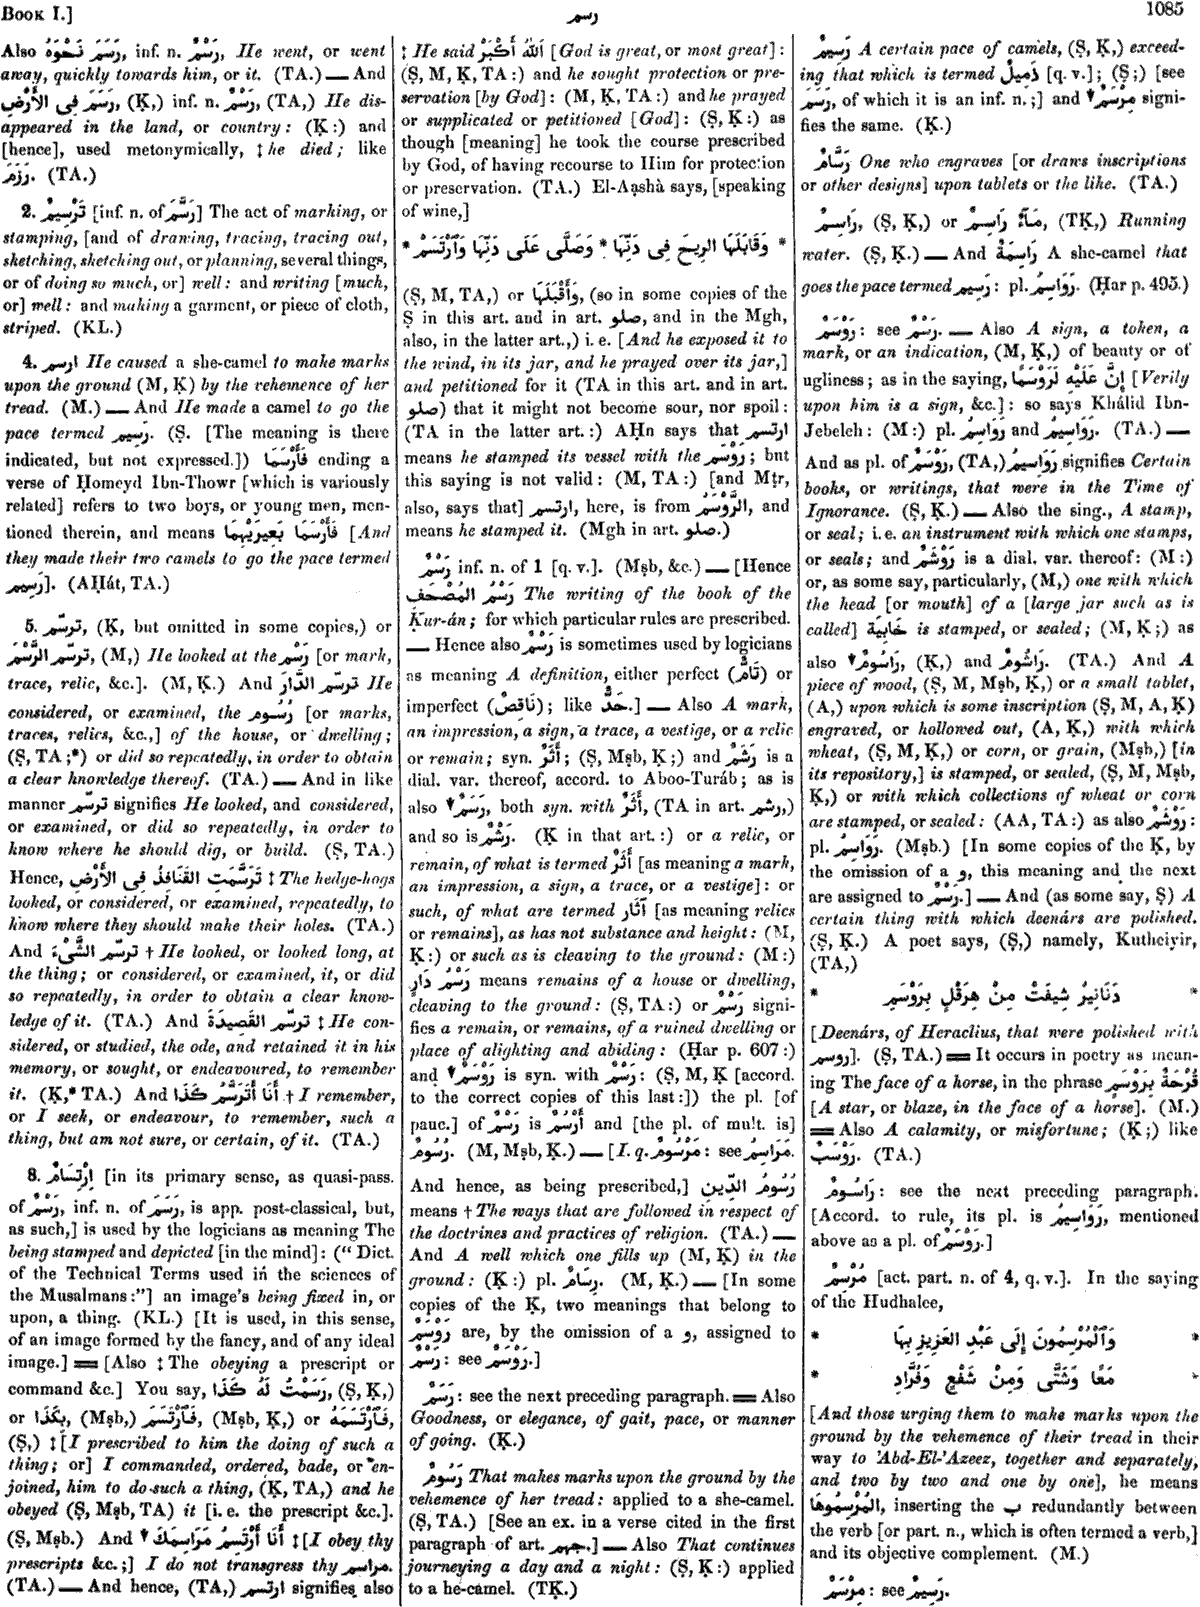 Book I.]
رسم
1085
Also رَسَمَ نَحْوَهُ, inf. n. رَسْمٌ, He went, or went
away, quickly towards him, or it. (TA.) — And
رَسَمَ فِى الأَرْضِ, (Ḳ,) inf. n. رَسْمٌ, (TA,) He dis-
appeared in the land, or country: (Ḳ:) and
[hence], used metonymically, ‡ he died; like
رَزَمَ. (TA.)
2. تَرْسِيمٌ [inf. n. of رَسَّمَ] The act of marking, or
stamping, [and of drawing, tracing, tracing out,
sketching, sketching out, or planning, several things,
or of doing so much, or] well: and writing [much,
or] well: and making a garment, or piece of cloth,
striped. (KL.)
4. ارسم He caused a she-camel to make marks
upon the ground (M, Ḳ) by the vehemence of her
tread. (M.) — And He made a camel to go the
pace termed رَسِيم. (Ṣ. [The meaning is there
indicated, but not expressed.]) فَأَرْسَمَا ending a
verse of Ḥomeyd Ibn-Thowr [which is variously
related] refers to two boys, or young men, men-
tioned therein, and means فَأَرْسَمَا بَعِيرَيْهِمَا [And
they made their two camels to go the pace termed
رَسِيم]. (AḤát, TA.)
5. ترسّم, (Ḳ, but omitted in some copies,) or
ترسّم الرَّسْمَ, (M,) He looked at the رَسْم [or mark,
trace, relic, &c.]. (M, Ḳ.) And ترسّم الدَّارَ He
considered, or examined, the رُسُوم [or marks,
traces, relics, &c.,] of the house, or dwelling;
(Ṣ, TA;*) or did so repeatedly, in order to obtain
a clear knowledge thereof. (TA.) — And in like
manner ترسّم signifies He looked, and considered,
or examined, or did so repeatedly, in order to
know where he should dig, or build. (Ṣ, TA.)
Hence, تَرَسَّمَتِ القَنَافِذُ فِى الأَرْضِ ‡ The hedge-hogs
looked, or considered, or examined, repeatedly, to
know where they should make their holes. (TA.)
And ترسّم الشَّىْءَ † He looked, or looked long, at
the thing; or considered, or examined, it, or did
so repeatedly, in order to obtain a clear know-
ledge of it. (TA.) And ترسّم القَصِيدَةَ ‡ He con-
sidered, or studied, the ode, and retained it in his
memory, or sought, or endeavoured, to remember
it. (Ḳ,* TA.) And أَنَا أَتَرَسَّمُ كَذَا † I remember,
or I seek, or endeavour, to remember, such a
thing, but am not sure, or certain, of it. (TA.)
8. اِرْتِسَامٌ [in its primary sense, as quasi-pass.
of رَسْمٌ, inf. n. of رَسَمَ, is app. post-classical, but,
as such,] is used by the logicians as meaning The
being stamped and depicted [in the mind]: (“ Dict.
of the Technical Terms used in the sciences of
the Musalmans:”] an image's being fixed in, or
upon, a thing. (KL.) [It is used, in this sense,
of an image formed by the fancy, and of any ideal
image.] ═ [Also ‡ The obeying a prescript or
command &c.] You say, رَسَمْتُ لَهُ كَذَا, (Ṣ, Ḳ,)
or بِكَذَا, (Mṣb,) فَٱرْتَسَمَ, (Mṣb, Ḳ,) or فَٱرْتَسَمَهُ,
(Ṣ,) ‡ [I prescribed to him the doing of such a
thing; or] I commanded, ordered, bade, or en-
joined, him to do such a thing, (Ḳ, TA,) and he
obeyed (Ṣ, Mṣb, TA) it [i. e. the prescript &c.].
(Ṣ, Mṣb.) And أَنَا أَرْتَسِمُ مَرَاسِمَكَ ▼ ‡ [I obey thy
prescripts &c.;] I do not transgress thy مراسم.
(TA.) — And hence, (TA,) ارتسم signifies also
‡ He said اَللّٰهُ أَكْبَرُ [God is great, or most great]:
(Ṣ, M, Ḳ, TA:) and he sought protection or pre-
servation [by God]: (M, Ḳ, TA:) and he prayed
or supplicated or petitioned [God]: (Ṣ, Ḳ:) as
though [meaning] he took the course prescribed
by God, of having recourse to Him for protection
or preservation. (TA.) El-Aạshà says, [speaking
of wine,]
* وَقَابَلَهَا الرِيحَ فِى دَنِّهَا * وَصَلَّى عَلَى دَنِّهَا وَٱرْتَسَمْ *
(Ṣ, M, TA,) or وَأَقْبَلَهَا, (so in some copies of the
Ṣ in this art. and in art. صلو, and in the Mgh,
also, in the latter art.,) i. e. [And he exposed it to
the wind, in its jar, and he prayed over its jar,]
and petitioned for it (TA in this art. and in art.
صلو) that it might not become sour, nor spoil:
(TA in the latter art.:) AḤn says that ارتسم
means he stamped its vessel with the رَوْسَم; but
this saying is not valid: (M, TA:) [and Mṭr,
also, says that] ارتسم, here, is from الرَّوْسَمُ, and
means he stamped it. (Mgh in art. صلو.)
رَسْمٌ inf. n. of 1 [q. v.]. (Mṣb, &c.) — [Hence
رَسْمُ المُصْحَفِ The writing of the book of the
Ḳur-án; for which particular rules are prescribed.
— Hence also رَسْمٌ is sometimes used by logicians
as meaning A definition, either perfect (تَامٌّ) or
imperfect (نَاقِصٌ); like حَدٌّ.] — Also A mark,
an impression, a sign, a trace, a vestige, or a relic
or remain; syn. أَثَرٌ; (Ṣ, Mṣb, Ḳ;) and رَشْمٌ is a
dial. var. thereof, accord. to Aboo-Turáb; as is
also ▼ رَسَمٌ, both syn. with أَثَرٌ, (TA in art. رشم,)
and so is رَشْمٌ. (Ḳ in that art.:) or a relic, or
remain, of what is termed أَثَرٌ [as meaning a mark,
an impression, a sign, a trace, or a vestige]: or
such, of what are termed آثَار [as meaning relics
or remains], as has not substance and height: (M,
Ḳ:) or such as is cleaving to the ground: (M:)
رَسْمُ دَارٍ means remains of a house or dwelling,
cleaving to the ground: (Ṣ, TA:) or رَسْمٌ signi-
fies a remain, or remains, of a ruined dwelling or
place of alighting and abiding: (Ḥar p. 607:)
and ▼ رَوْسَمٌ is syn. with رَسْمٌ: (Ṣ, M, Ḳ [accord.
to the correct copies of this last:]) the pl. [of
pauc.] of رَسْمٌ is أَرْسُمٌ and [the pl. of mult. is]
رُسُومٌ. (M, Mṣb, Ḳ.) — [I. q. مَرْسُومٌ: see مَرَاسِمُ.
And hence, as being prescribed,] رُسُومُ الدِّينِ
means † The ways that are followed in respect of
the doctrines and practices of religion. (TA.) —
And A well which one fills up (M, Ḳ) in the
ground: (Ḳ:) pl. رِسَامٌ. (M, Ḳ.) — [In some
copies of the Ḳ, two meanings that belong to
رَوْسَمٌ are, by the omission of a و, assigned to
رَسْمٌ: see رَوْسَمٌ.]
رَسَمٌ: see the next preceding paragraph. ═ Also
Goodness, or elegance, of gait, pace, or manner
of going. (Ḳ.)
رَسُومٌ That makes marks upon the ground by the
vehemence of her tread: applied to a she-camel.
(Ṣ, TA.) [See an ex. in a verse cited in the first
paragraph of art. جهم.] — Also That continues
journeying a day and a night: (Ṣ, Ḳ:) applied
to a he-camel. (TḲ.)
رَسِيمٌ A certain pace of camels, (Ṣ, Ḳ,) exceed-
ing that which is termed ذَمِيلٌ [q. v.]; (Ṣ;) [see
رَسَمَ, of which it is an inf. n.;] and ▼ مِرْسَمٌ signi-
fies the same. (Ḳ.)
رَسَّامٌ One who engraves [or draws inscriptions
or other designs] upon tablets or the like. (TA.)
رَاسِمٌ, (Ṣ, Ḳ,) or مَآءٌ رَاسِمٌ, (TḲ,) Running
water. (Ṣ, Ḳ.) — And رَاسِمَةٌ A she-camel that
goes the pace termed رَسِيم: pl. رَوَاسِمُ. (Ḥar p. 495.)
رَوْسَمٌ: see رَسْمٌ. — Also A sign, a token, a
mark, or an indication, (M, Ḳ,) of beauty or of
ugliness; as in the saying, إِنَّ عَلَيْهِ لَرَوْسَمًا [Verily
upon him is a sign, &c.]: so says Khálid Ibn-
Jebeleh: (M:) pl. رواسم and رَوَاسِيمُ. (TA.) —
And as pl. of رَوْسَمٌ, (TA,) رَوَاسِيمُ signifies Certain
books, or writings, that were in the Time of
Ignorance. (Ṣ, Ḳ.) — Also the sing., A stamp,
or seal; i. e. an instrument with which one stamps,
or seals; and رَوْشَمٌ is a dial. var. thereof: (M:)
or, as some say, particularly, (M,) one with which
the head [or mouth] of a [large jar such as is
called] خَابِيَة is stamped, or sealed; (M, Ḳ;) as
also ▼ رَاسُومٌ, (Ḳ,) and رَاشُومٌ. (TA.) And A
piece of wood, (Ṣ, M, Mṣb, Ḳ,) or a small tablet,
(A,) upon which is some inscription (Ṣ, M, A, Ḳ)
engraved, or hollowed out, (A, Ḳ,) with which
wheat, (Ṣ, M, Ḳ,) or corn, or grain, (Mṣb,) [in
its repository,] is stamped, or sealed, (Ṣ, M, Mṣb,
Ḳ,) or with which collections of wheat or corn
are stamped, or sealed: (AA, TA:) as also رَوْشَمٌ:
pl. رَوَاسِمُ. (Mṣb.) [In some copies of the Ḳ, by
the omission of a و, this meaning and the next
are assigned to رَسْمٌ.] — And (as some say, Ṣ) A
certain thing with which deenárs are polished.
(Ṣ, Ḳ.) A poet says, (Ṣ,) namely, Kutheiyir,
(TA,)
* دَنَانِيرُ شِيفَتْ مِنْ هِرَقْلٍ بِرَوْسَمِ *
[Deenárs, of Heraclius, that were polished with
روسم]. (Ṣ, TA.) ═ It occurs in poetry as mean-
ing The face of a horse, in the phrase قُرْحَةٌ بِرَوْسَمِ
[A star, or blaze, in the face of a horse]. (M.)
═ Also A calamity, or misfortune; (Ḳ;) like
رَوْسَبٌ. (TA.)
رَاسُومٌ: see the next preceding paragraph.
[Accord. to rule, its pl. is رَوَاسِيمُ, mentioned
above as a pl. of رَوْسَمٌ.]
مُرْسِمٌ [act. part. n. of 4, q. v.]. In the saying
of the Hudhalee,
* وَٱلْمُرْسِمُونَ إِلَى عَبْدِ العَزِيزِ بِهَا *
* مَعًا وَشَتَّى وَمِنْ شَفْعٍ وَفُرَّادِ *
[And those urging them to make marks upon the
ground by the vehemence of their tread in their
way to ’Abd-El-’Azeez, together and separately,
and two by two and one by one], he means
المُرْسِمُوهَا, inserting the ب redundantly between
the verb [or part. n., which is often termed a verb,]
and its objective complement. (M.)
مِرْسَمٌ: see رَسِيمٌ.